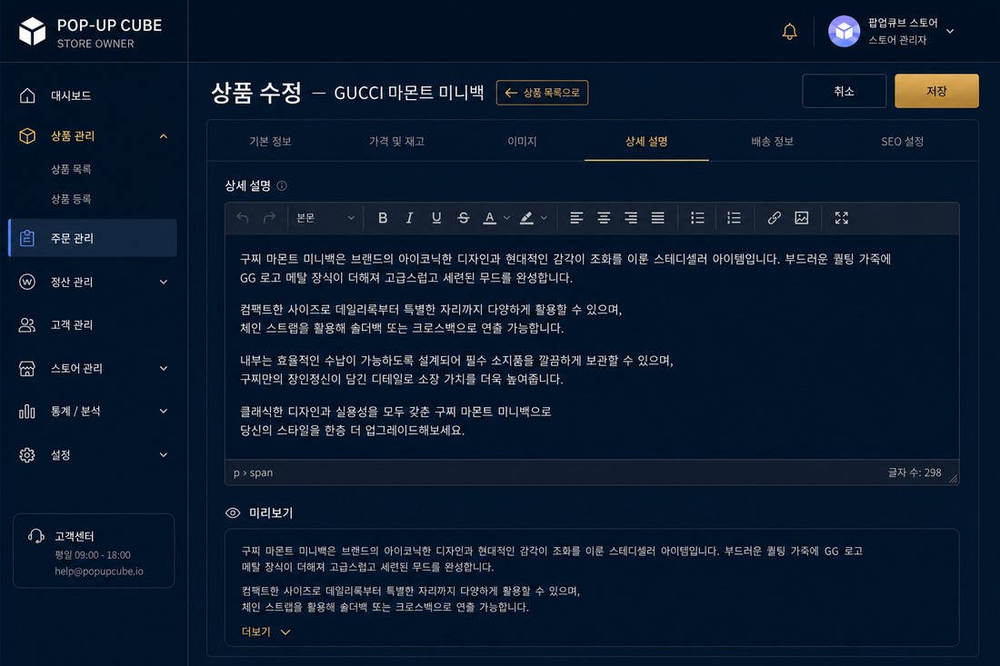 POP-UP CUBE
STORE OWNER
팝업큐브 스토어
스토어 관리자
대시보드
상품 관리
상품 목록
상품 등록
주문 관리
정산 관리
고객 관리
스토어 관리
통계 / 분석
설정
고객센터
평일 09:00 - 18:00
help@popupcube.io
상품 수정 — GUCCI 마몬트 미니백
← 상품 목록으로
취소
저장
기본 정보
가격 및 재고
이미지
상세 설명
배송 정보
SEO 설정
상세 설명
본문
B I U S A
구찌 마몬트 미니백은 브랜드의 아이코닉한 디자인과 현대적인 감각이 조화를 이룬 스테디셀러 아이템입니다. 부드러운 퀄팅 가죽에
GG 로고 메탈 장식이 더해져 고급스럽고 세련된 무드를 완성합니다.
컴팩트한 사이즈로 데일리룩부터 특별한 자리까지 다양하게 활용할 수 있으며,
체인 스트랩을 활용해 숄더백 또는 크로스백으로 연출 가능합니다.
내부는 효율적인 수납이 가능하도록 설계되어 필수 소지품을 깔끔하게 보관할 수 있으며,
구찌만의 장인정신이 담긴 디테일로 소장 가치를 더욱 높여줍니다.
클래식한 디자인과 실용성을 모두 갖춘 구찌 마몬트 미니백으로
당신의 스타일을 한층 더 업그레이드해보세요.
p › span
글자 수: 298
미리보기
구찌 마몬트 미니백은 브랜드의 아이코닉한 디자인과 현대적인 감각이 조화를 이룬 스테디셀러 아이템입니다. 부드러운 퀄팅 가죽에 GG 로고
메탈 장식이 더해져 고급스럽고 세련된 무드를 완성합니다.
컴팩트한 사이즈로 데일리룩부터 특별한 자리까지 다양하게 활용할 수 있으며,
체인 스트랩을 활용해 숄더백 또는 크로스백으로 연출 가능합니다.
더보기